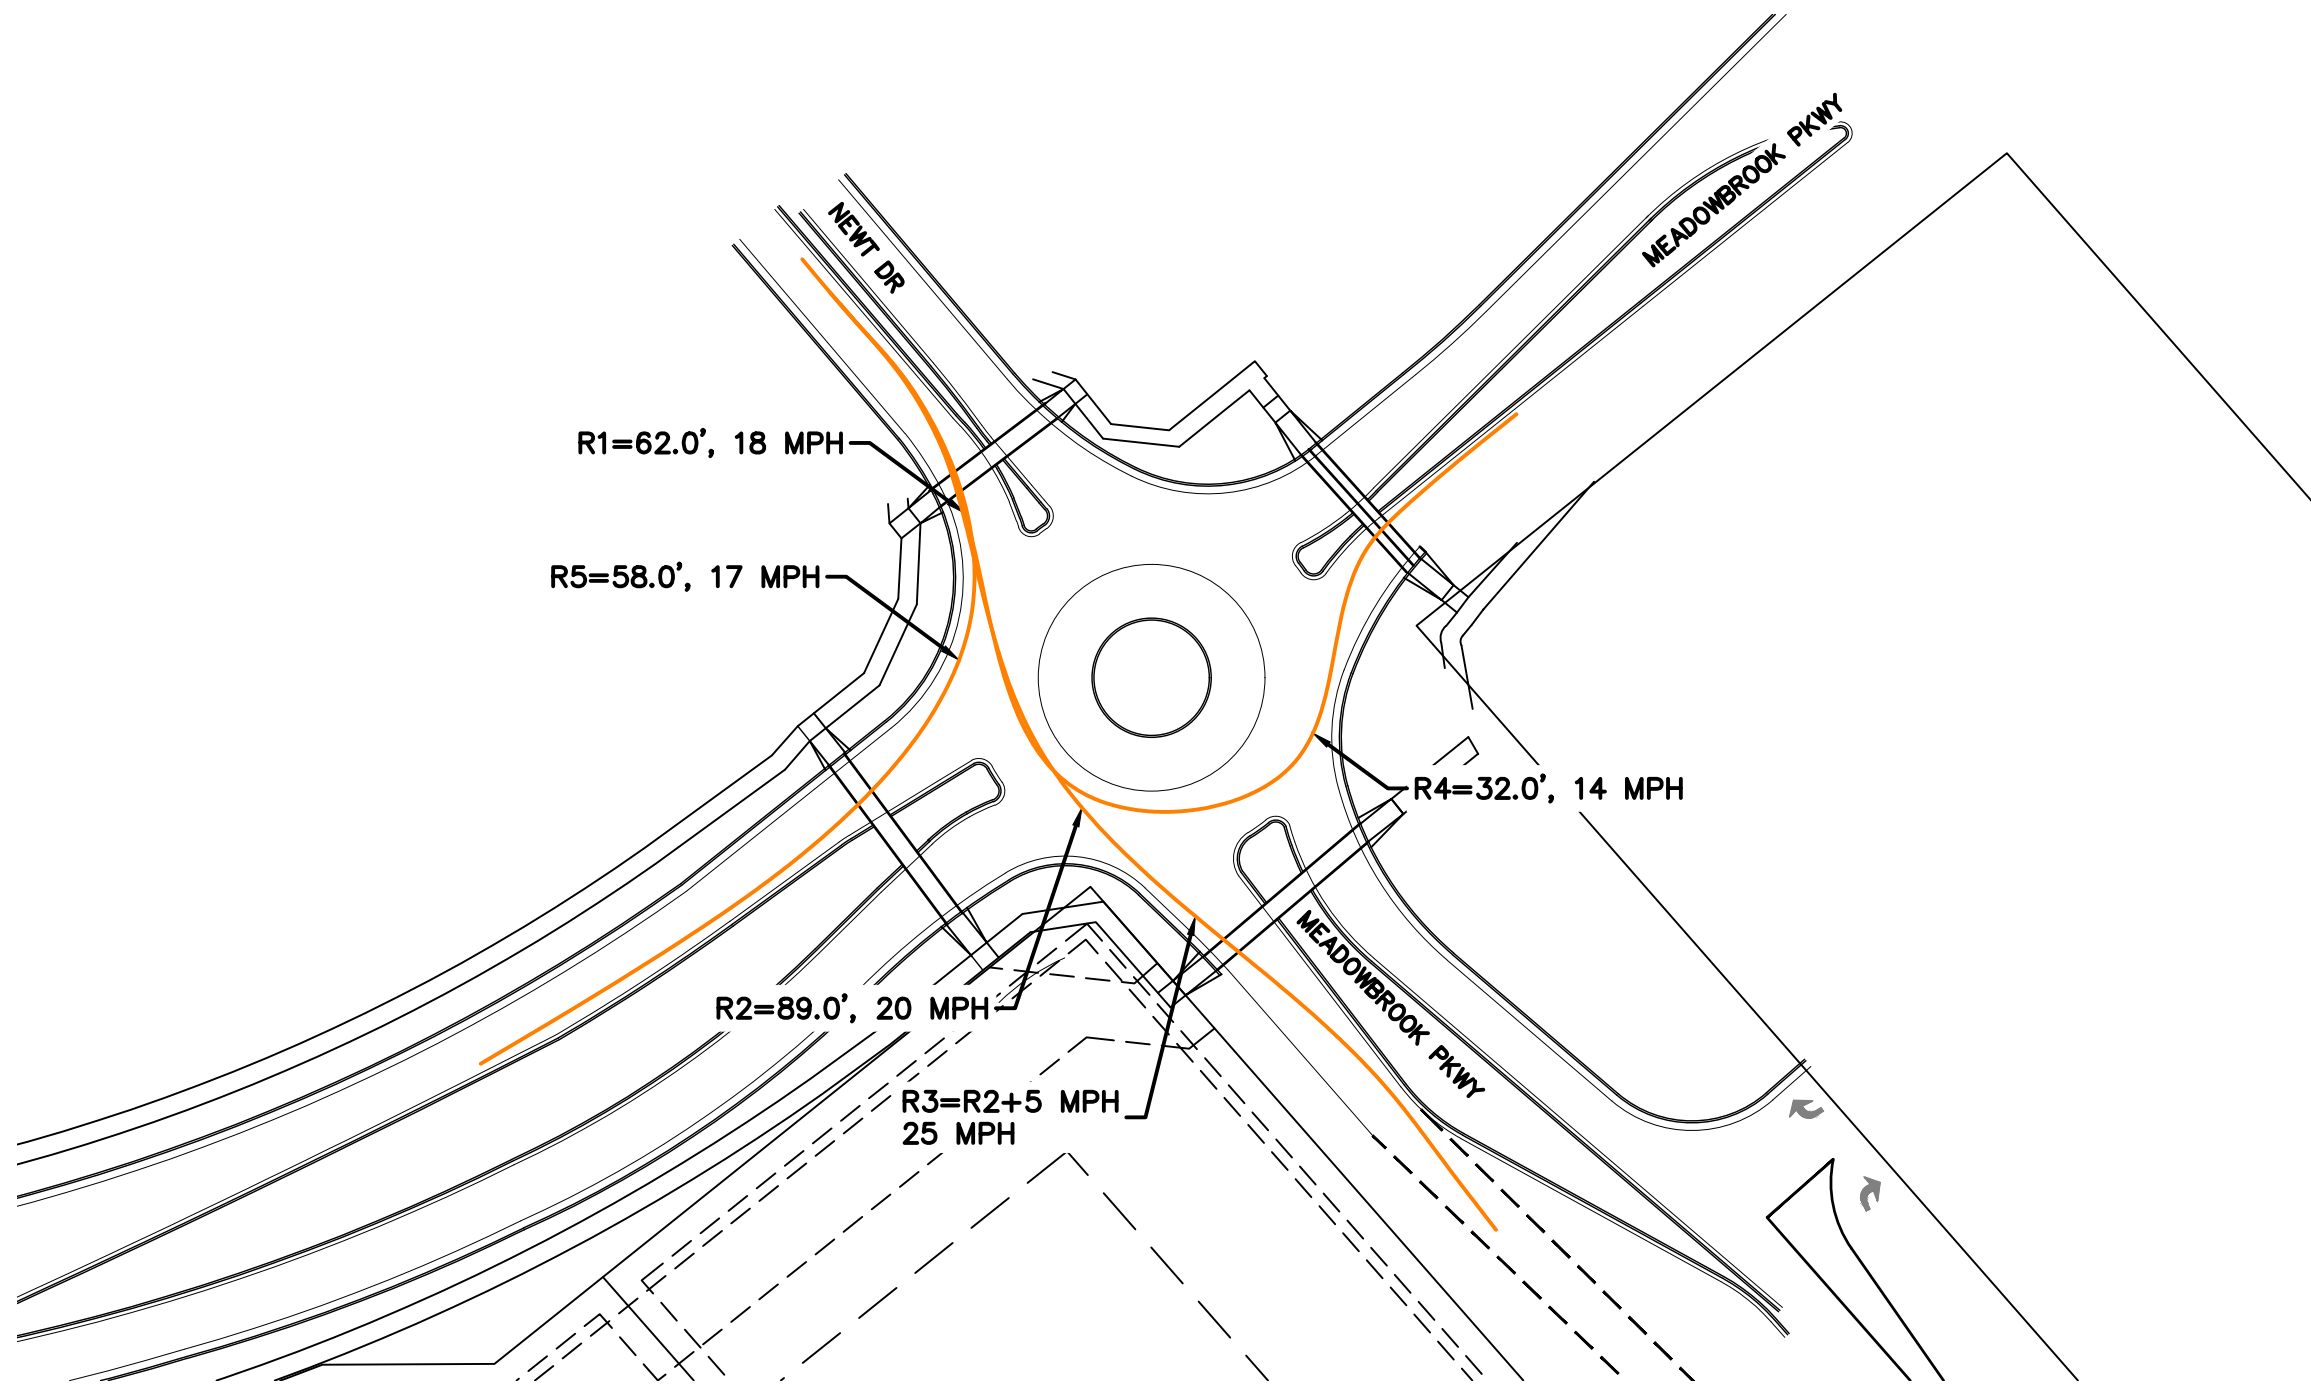 MEADOWBROOK PKWY
NEWT DR
R1=62.0', 18 MPH
R5=58.0', 17 MPH
R4=32.0', 14 MPH
MEADOWBROOK PKWY
R2=89.0', 20 MPH
R3=R2+5 MPH
25 MPH